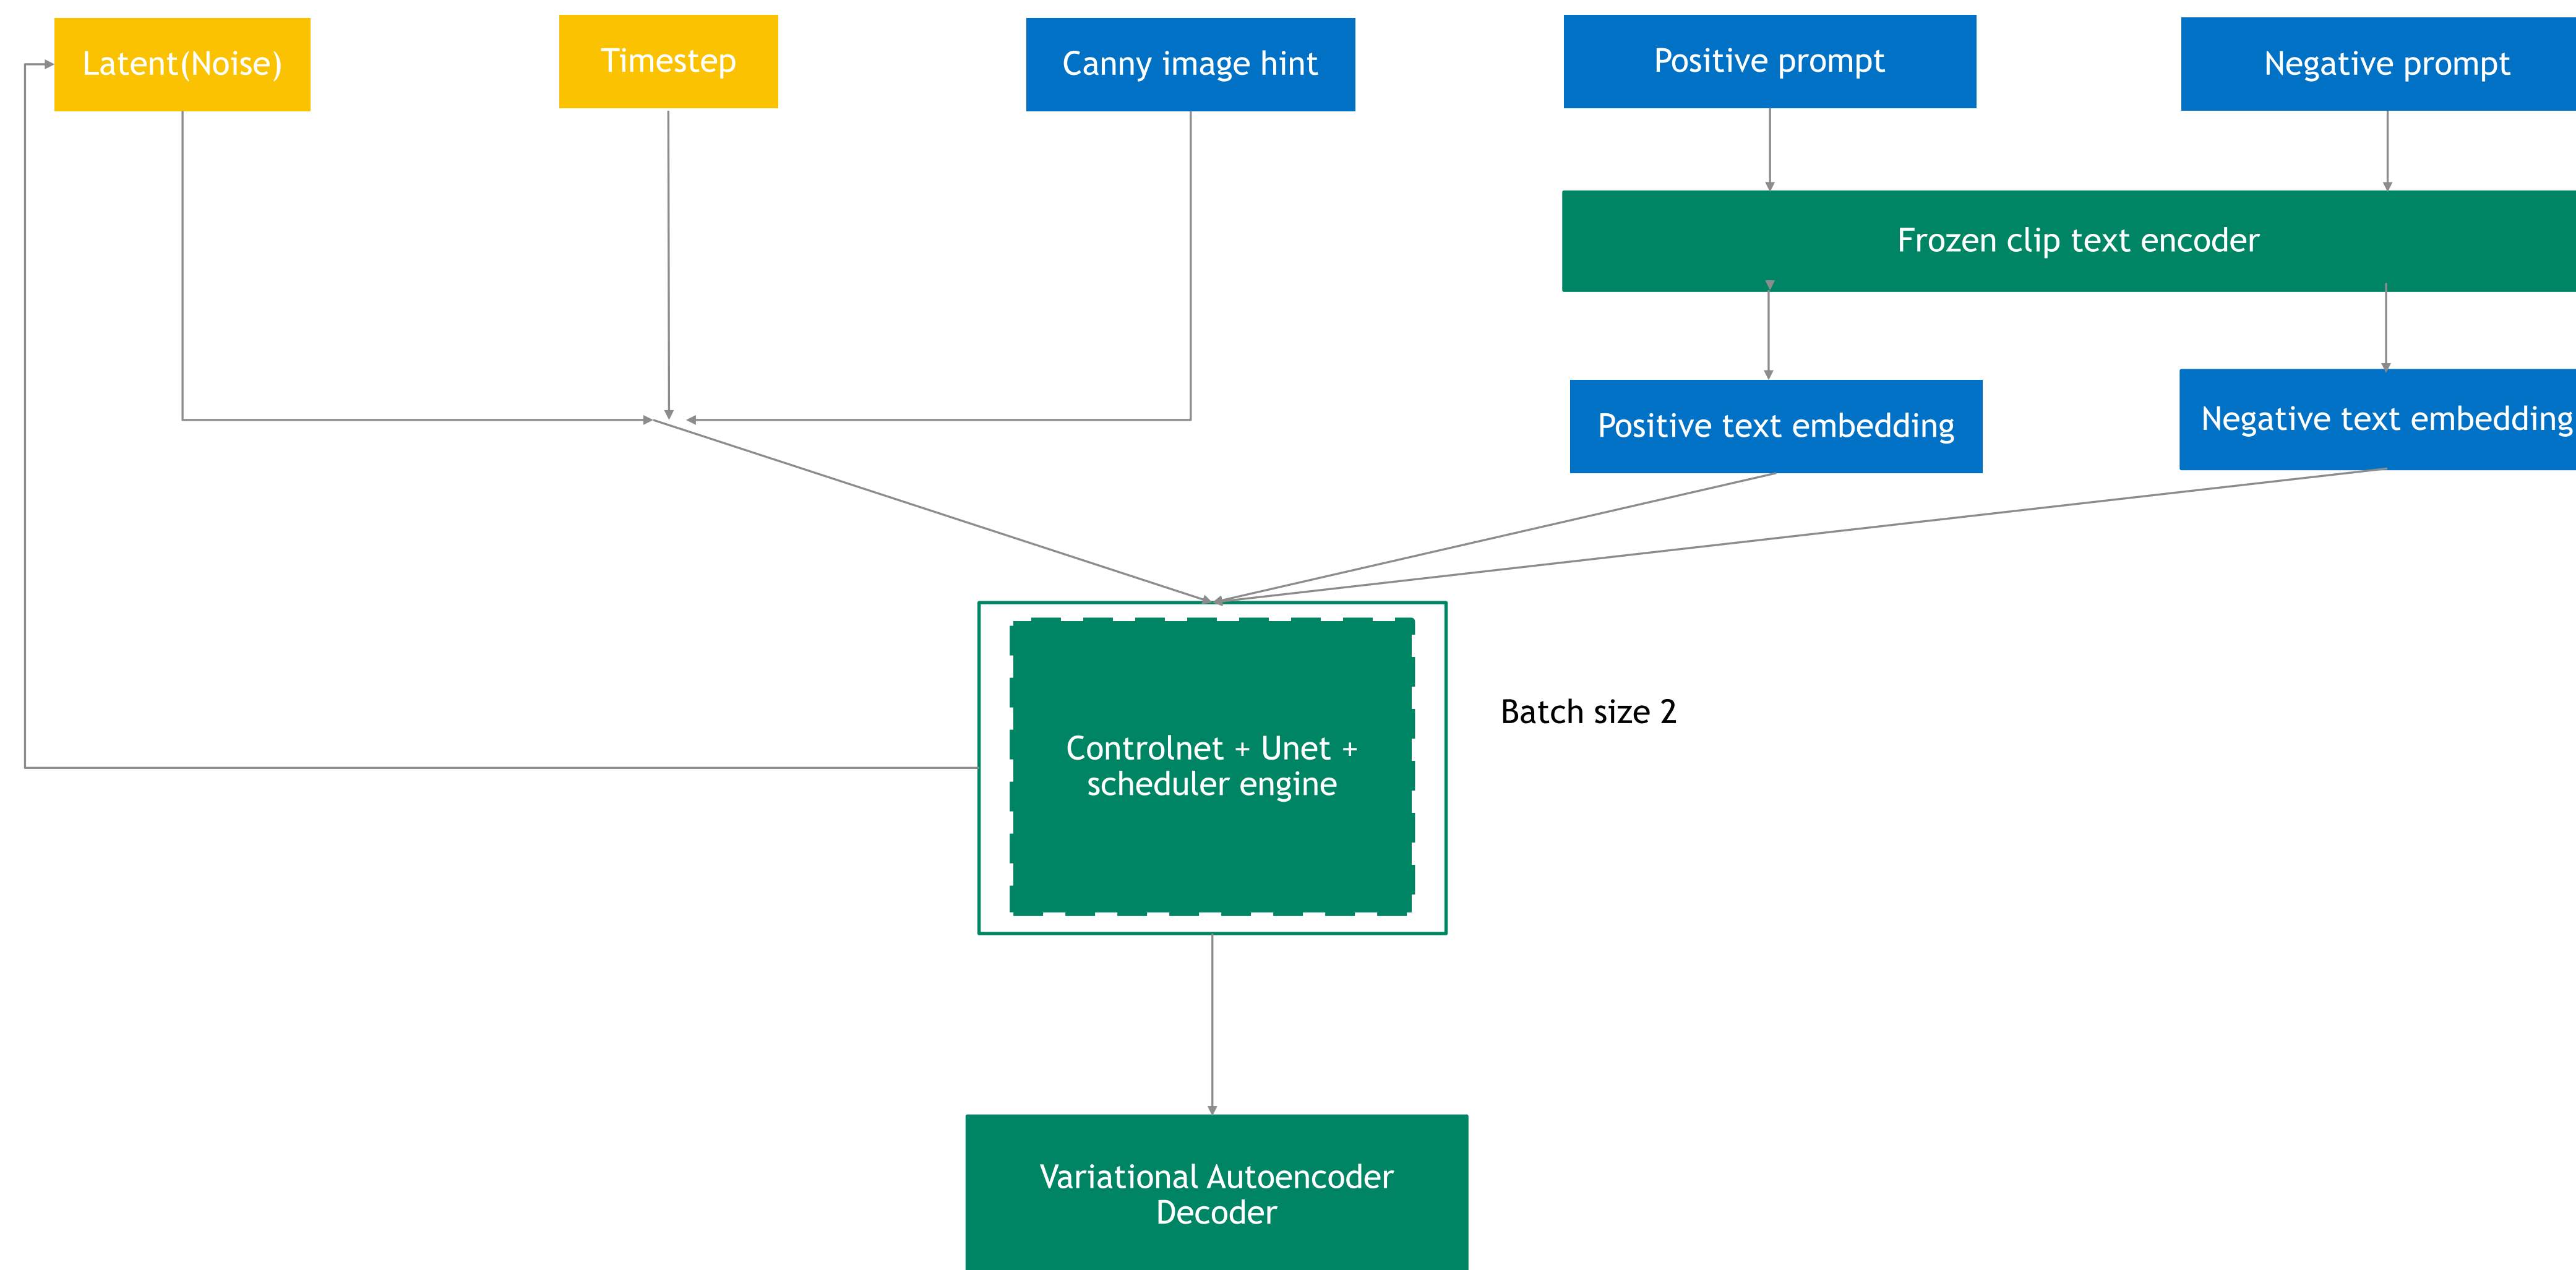 Latent(Noise)
Timestep
Canny image hint
Positive prompt
Negative prompt
Frozen clip text encoder
Positive text embedding
Negative text embedding
Controlnet + Unet +
scheduler engine
Batch size 2
Variational Autoencoder
Decoder